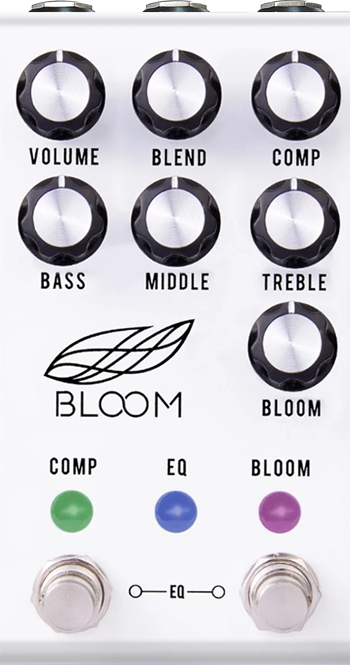 VOLUME BLEND COMP
BASS MIDDLE TREBLE
BLOOM
BLOOM
COMP EQ BLOOM
EQ